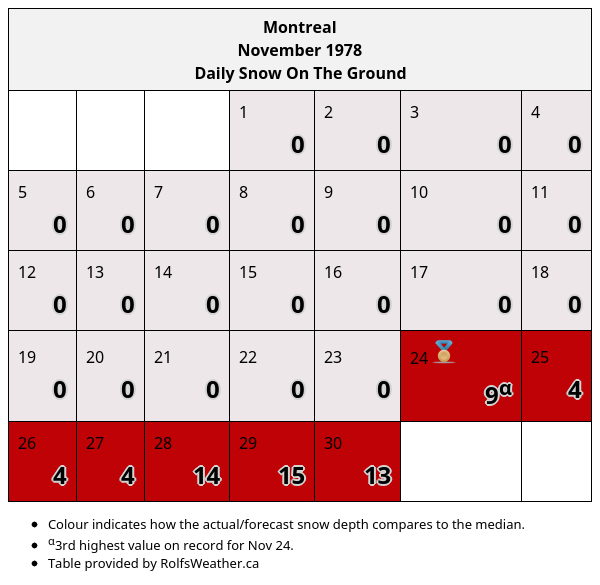 Montreal
November 1978
Daily Snow On The Ground
1 2 3 4
0 0 0 0
5 6 7 8 9 10 11
0 0 0 0 0 0 0
12 13 14 15 16 17 18
0 0 0 0 0 0 0
19 20 21 22 23 24 25
0 0 0 0 0 9α 4
26 27 28 29 30
4 4 14 15 13
• Colour indicates how the actual/forecast snow depth compares to the median.
• α3rd highest value on record for Nov 24.
• Table provided by RolfsWeather.ca